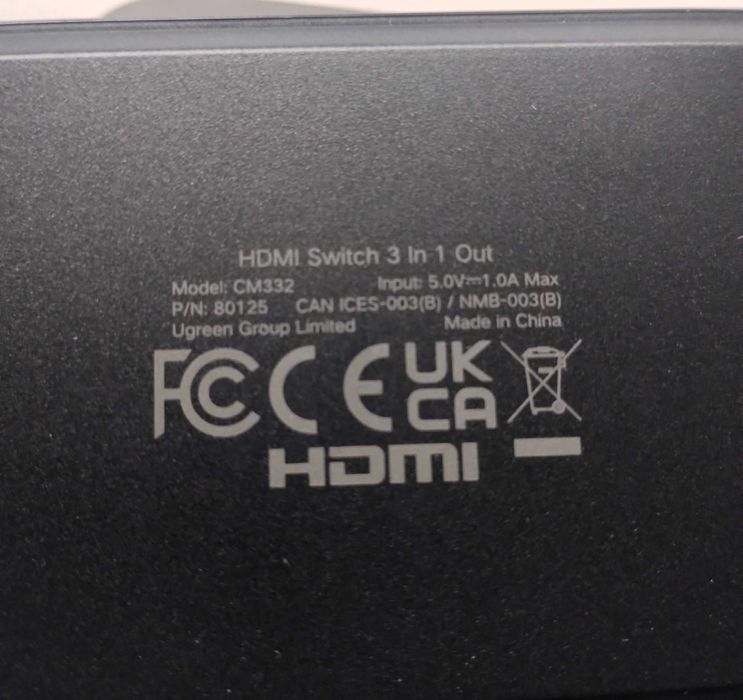 HDMI Switch 3 In 1 Out
Model: CM332 Input: 5.0V⎓1.0A Max
P/N: 80125 CAN ICES-003(B) / NMB-003(B)
Ugreen Group Limited Made in China
FC CE UK
CA
HDMI